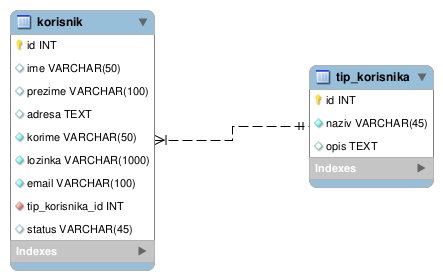 korisnik
id INT
ime VARCHAR(50)
prezime VARCHAR(100)
adresa TEXT
korime VARCHAR(50)
lozinka VARCHAR(1000)
email VARCHAR(100)
tip_korisnika_id INT
status VARCHAR(45)
Indexes
tip_korisnika
id INT
naziv VARCHAR(45)
opis TEXT
Indexes